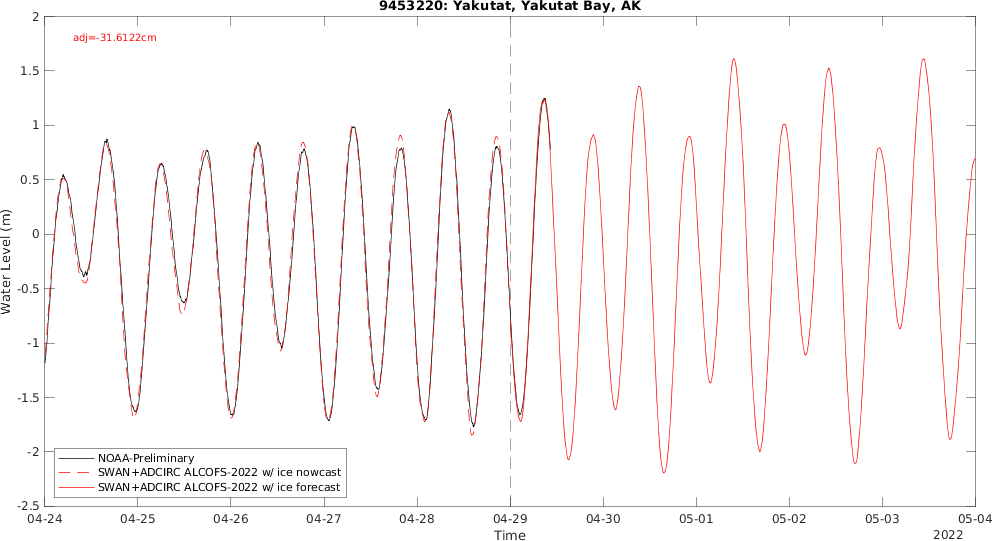 9453220: Yakutat, Yakutat Bay, AK
adj=-31.6122cm
Water Level (m)
2
1.5
1
0.5
0
-0.5
-1
-1.5
-2
-2.5
NOAA-Preliminary
SWAN+ADCIRC ALCOFS-2022 w/ ice nowcast
SWAN+ADCIRC ALCOFS-2022 w/ ice forecast
04-24 04-25 04-26 04-27 04-28 04-29 04-30 05-01 05-02 05-03 05-04
Time
2022